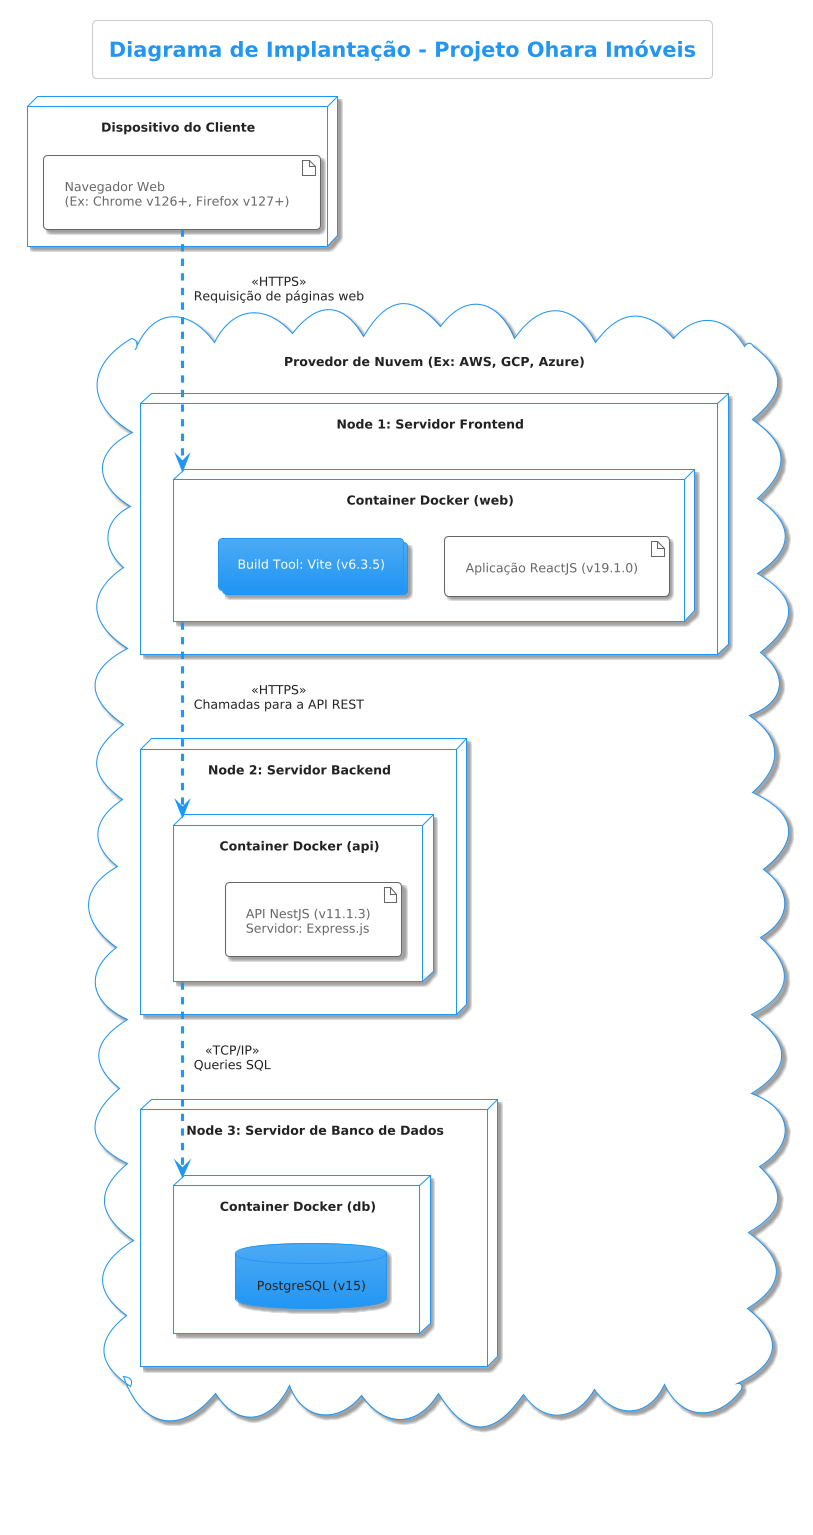 Diagrama de Implantação - Projeto Ohara Imóveis
Dispositivo do Cliente
Navegador Web
(Ex: Chrome v126+, Firefox v127+)
«HTTPS»
Requisição de páginas web
Provedor de Nuvem (Ex: AWS, GCP, Azure)
Node 1: Servidor Frontend
Container Docker (web)
Build Tool: Vite (v6.3.5)
Aplicação ReactJS (v19.1.0)
«HTTPS»
Chamadas para a API REST
Node 2: Servidor Backend
Container Docker (api)
API NestJS (v11.1.3)
Servidor: Express.js
«TCP/IP»
Queries SQL
Node 3: Servidor de Banco de Dados
Container Docker (db)
PostgreSQL (v15)